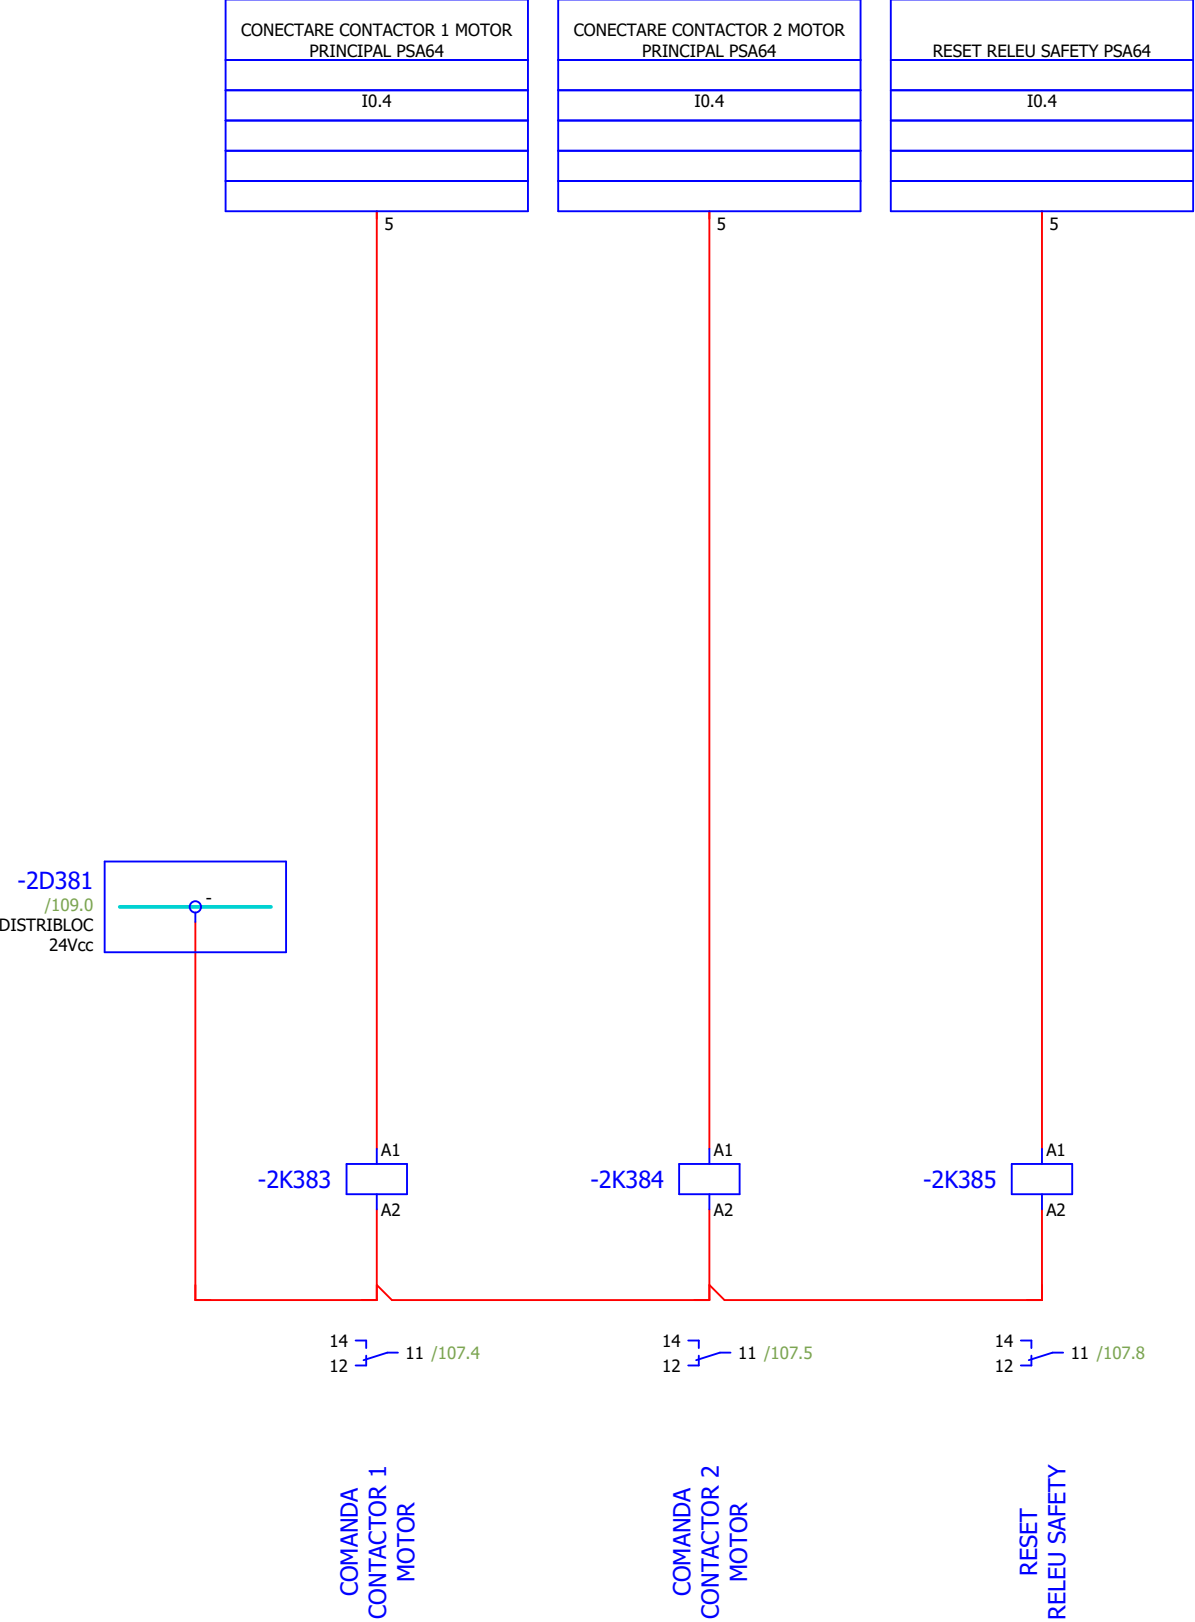 CONECTARE CONTACTOR 1 MOTOR
PRINCIPAL PSA64
I0.4
5
CONECTARE CONTACTOR 2 MOTOR
PRINCIPAL PSA64
I0.4
5
RESET RELEU SAFETY PSA64
I0.4
5
-2D381
/109.0
DISTRIBLOC
24Vcc
-
-2K383
A1
A2
-2K384
A1
A2
-2K385
A1
A2
14
12
11 /107.4
14
12
11 /107.5
14
12
11 /107.8
COMANDA
CONTACTOR 1
MOTOR
COMANDA
CONTACTOR 2
MOTOR
RESET
RELEU SAFETY